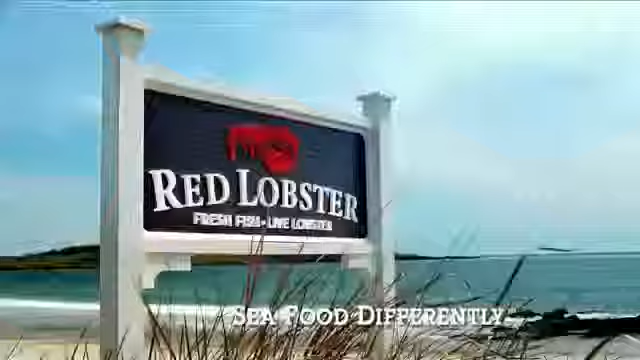 RED LOBSTER
FRESH FISH • LIVE LOBSTER
SEA FOOD DIFFERENTLY